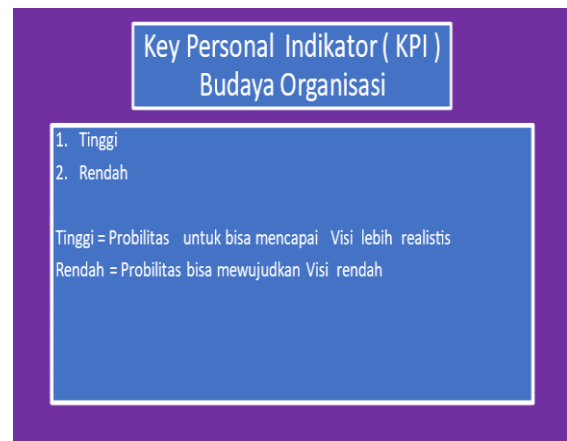 Key Personal Indikator ( KPI )
Budaya Organisasi
1. Tinggi
2. Rendah
Tinggi = Probilitas untuk bisa mencapai Visi lebih realistis
Rendah = Probilitas bisa mewujudkan Visi rendah